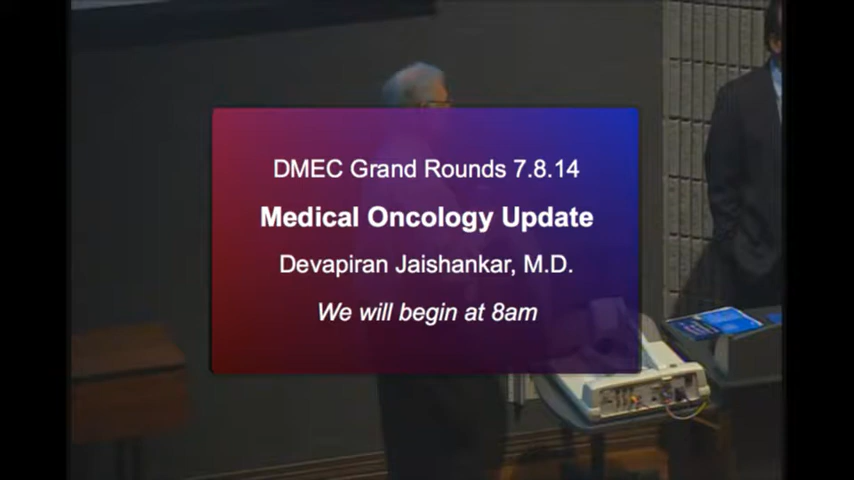 DMEC Grand Rounds 7.8.14
Medical Oncology Update
Devapiran Jaishankar, M.D.
We will begin at 8am